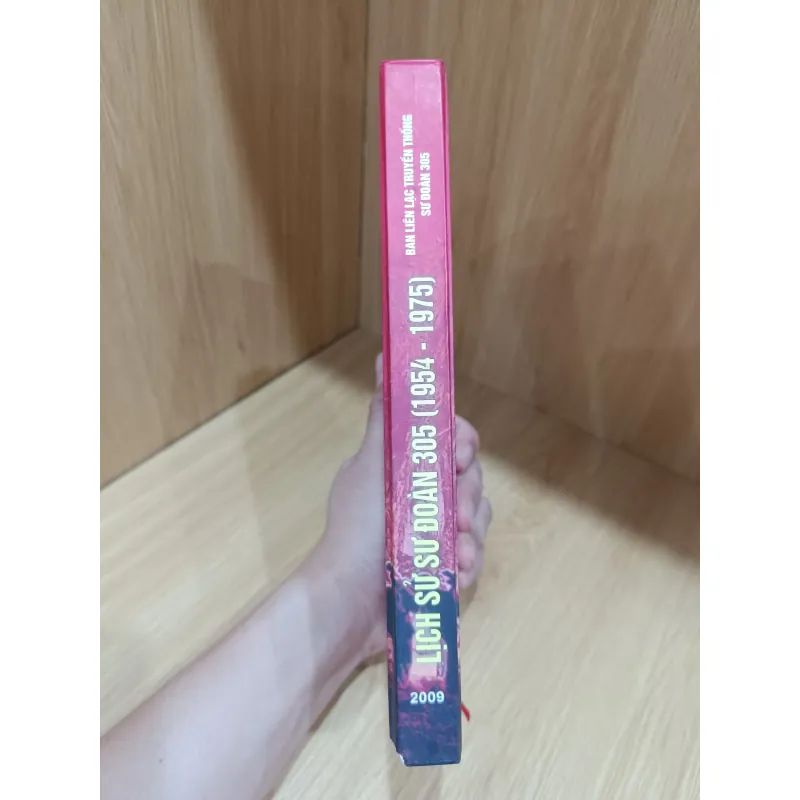 BAN LIÊN LẠC TRUYỀN THỐNG
SƯ ĐOÀN 305
LỊCH SỬ SƯ ĐOÀN 305 (1954 - 1975)
2009